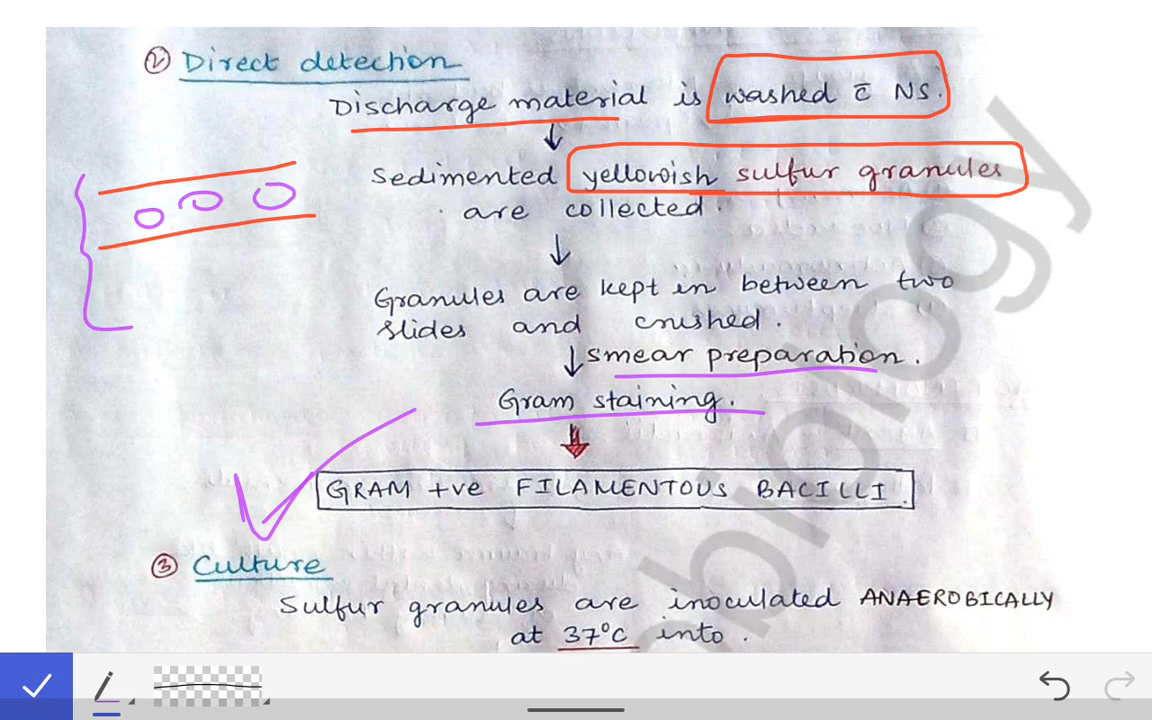 ② Direct detection
Discharge material is washed c̄ NS.
↓
Sedimented yellowish sulfur granules
are collected.
↓
Granules are kept in between two
slides and crushed.
↓ smear preparation.
Gram staining.
↓
GRAM +ve FILAMENTOUS BACILLI.
③ Culture
Sulfur granules are inoculated ANAEROBICALLY
at 37°C into.